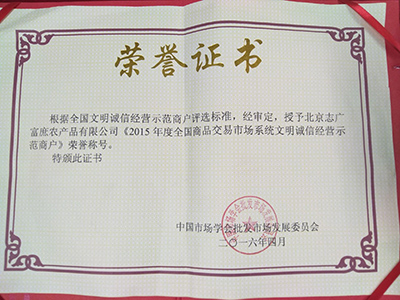 荣誉证书
根据全国文明诚信经营示范商户评选标准，经审定，授予北京志广
富庶农产品有限公司《2015年度全国商品交易市场系统文明诚信经营示
范商户》荣誉称号。
特颁此证书
中国市场学会批发市场发展委员会
二〇一六年四月